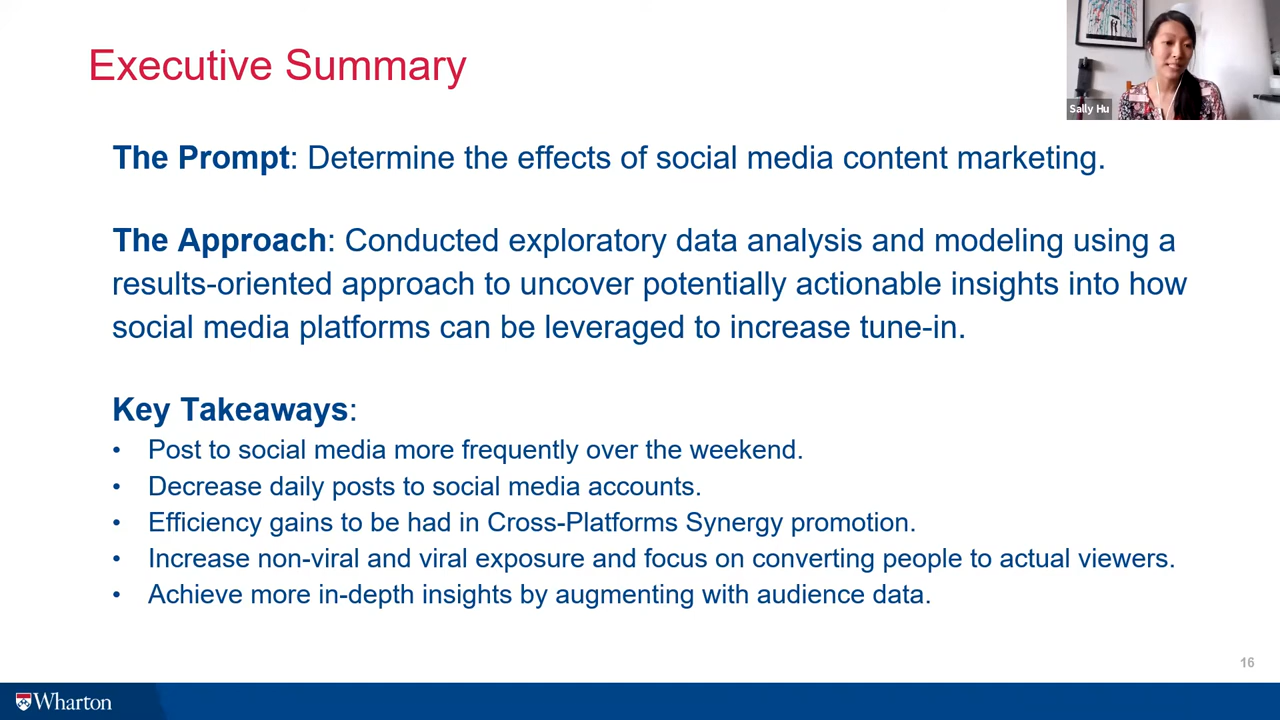 Executive Summary
Sally Hu
The Prompt: Determine the effects of social media content marketing.
The Approach: Conducted exploratory data analysis and modeling using a
results-oriented approach to uncover potentially actionable insights into how
social media platforms can be leveraged to increase tune-in.
Key Takeaways:
• Post to social media more frequently over the weekend.
• Decrease daily posts to social media accounts.
• Efficiency gains to be had in Cross-Platforms Synergy promotion.
• Increase non-viral and viral exposure and focus on converting people to actual viewers.
• Achieve more in-depth insights by augmenting with audience data.
16
Wharton